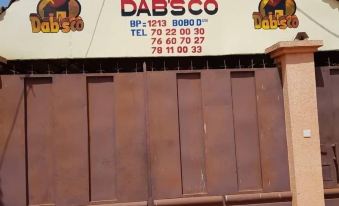 DAB'SCO
Dab'sco
Dab'sco
BP = 1213 BOBO D
TEL 70 22 00 30
76 60 70 27
78 11 00 33